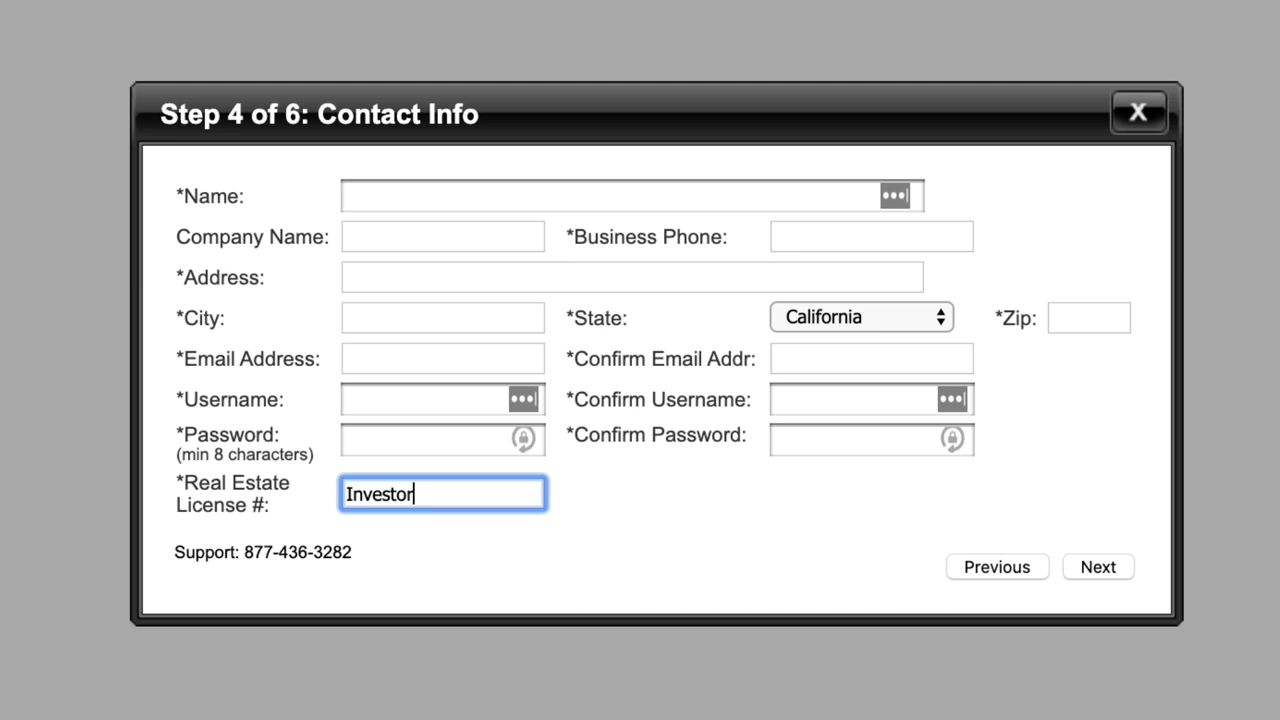 Step 4 of 6: Contact Info X
*Name:
Company Name: *Business Phone:
*Address:
*City: *State: California *Zip:
*Email Address: *Confirm Email Addr:
*Username: *Confirm Username:
*Password: *Confirm Password:
(min 8 characters)
*Real Estate
License #: Investor
Support: 877-436-3282
Previous Next